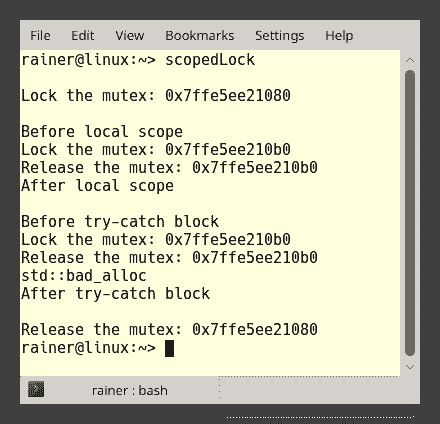 File Edit View Bookmarks Settings Help
rainer@linux:~> scopedLock
Lock the mutex: 0x7ffe5ee21080
Before local scope
Lock the mutex: 0x7ffe5ee210b0
Release the mutex: 0x7ffe5ee210b0
After local scope
Before try-catch block
Lock the mutex: 0x7ffe5ee210b0
Release the mutex: 0x7ffe5ee210b0
std::bad_alloc
After try-catch block
Release the mutex: 0x7ffe5ee21080
rainer@linux:~>
rainer : bash